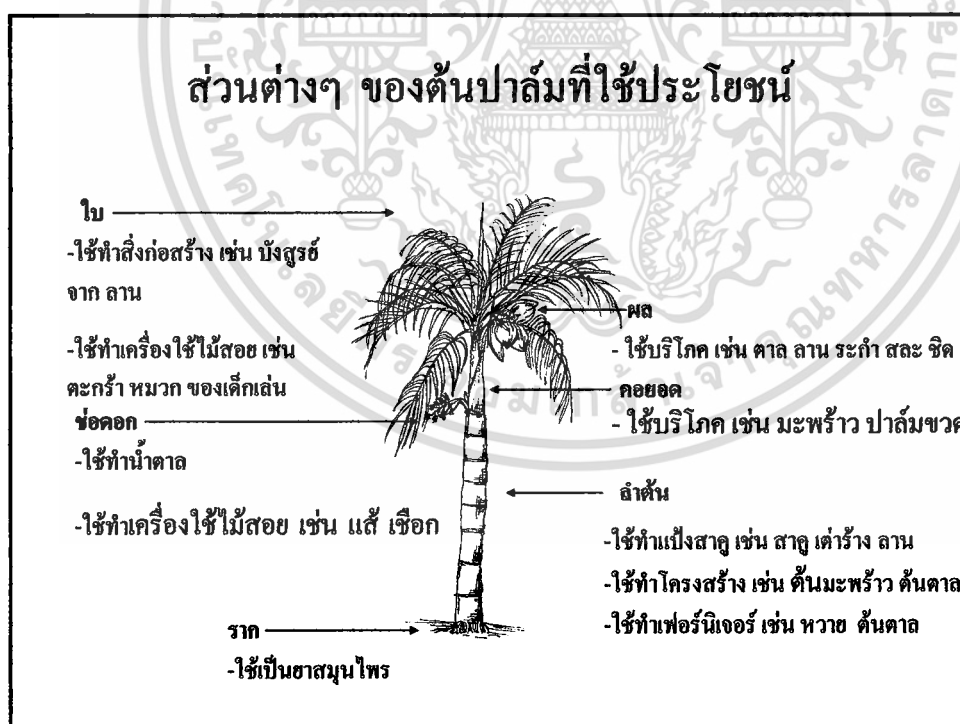 ส่วนต่างๆ ของต้นปาล์มที่ใช้ประโยชน์
ใบ
-ใช้ทำสิ่งก่อสร้าง เช่น บังสูรย์
จาก ลาน
-ใช้ทำเครื่องใช้ไม้สอย เช่น
ตะกร้า หมวก ของเด็กเล่น
ช่อดอก
-ใช้ทำน้ำตาล
-ใช้ทำเครื่องใช้ไม้สอย เช่น แส้ เชือก
ราก
-ใช้เป็นยาสมุนไพร
ผล
- ใช้บริโภค เช่น ตาล ลาน ระกำ สละ ชิด
คอยอด
- ใช้บริโภค เช่น มะพร้าว ปาล์มขวด
ลำต้น
-ใช้ทำแป้งสาคู เช่น สาคู เต่าร้าง ลาน
-ใช้ทำโครงสร้าง เช่น ต้นมะพร้าว ต้นตาล
-ใช้ทำเฟอร์นิเจอร์ เช่น หวาย ต้นตาล